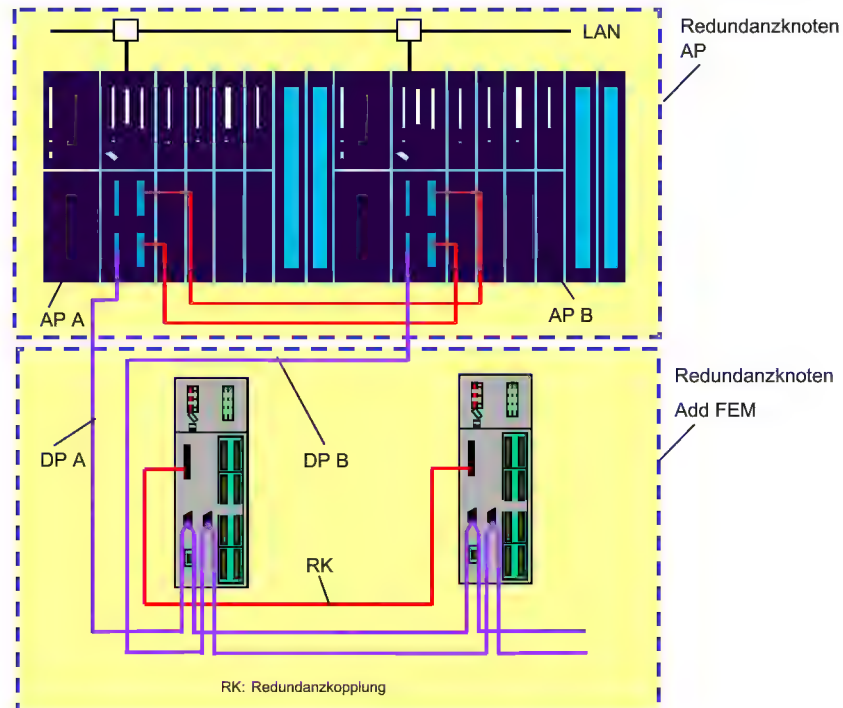 LAN
Redundanzknoten
AP
AP A
AP B
Redundanzknoten
Add FEM
DP A
DP B
RK
RK: Redundanzkopplung